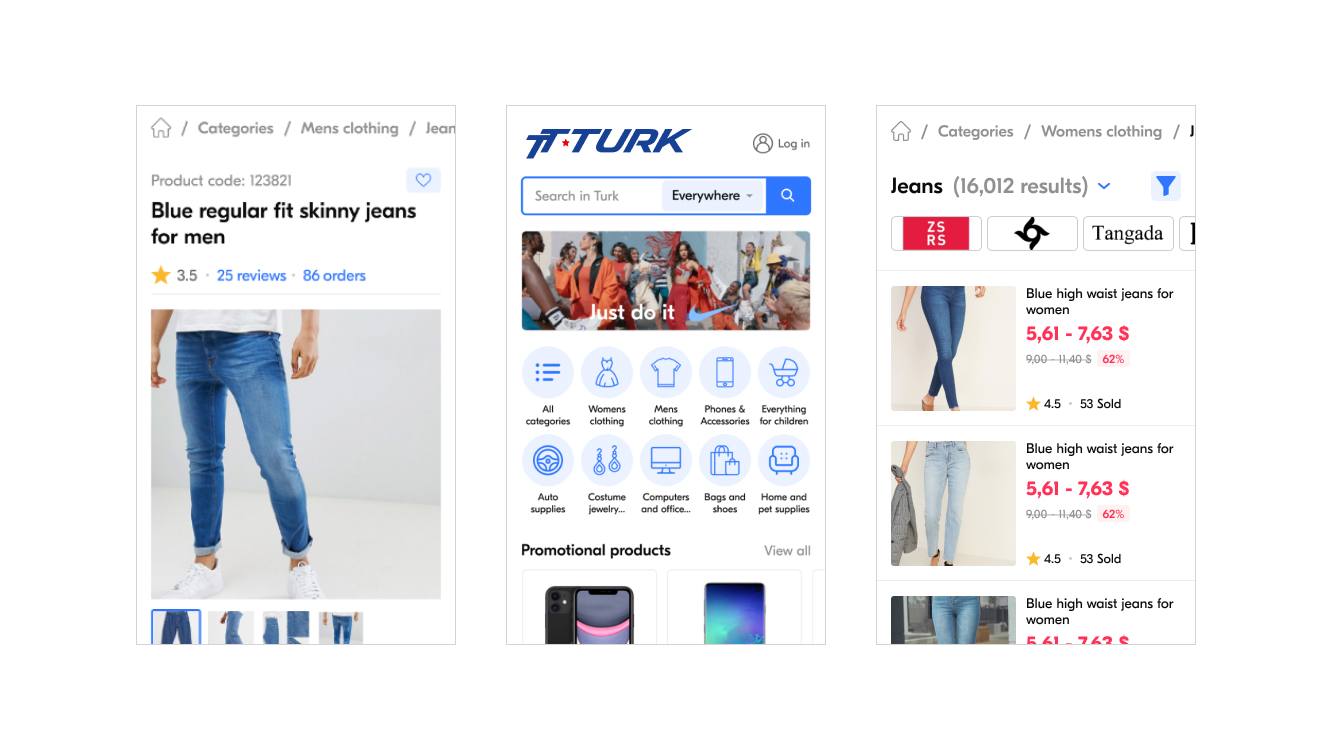 / Categories / Mens clothing / Jean
Product code: 123821
Blue regular fit skinny jeans
for men
3.5 • 25 reviews • 86 orders
TURK
Log in
Search in Turk
Everywhere
Just do it
All
categories
Womens
clothing
Mens
clothing
Phones &
Accessories
Everything
for children
Auto
supplies
Costume
jewelry...
Computers
and office...
Bags and
shoes
Home and
pet supplies
Promotional products
View all
/ Categories / Womens clothing /
Jeans (16,012 results)
ZS
RS
Tangada
Blue high waist jeans for
women
5,61 - 7,63 $
9,00 - 11,40 $ 62%
4.5 • 53 Sold
Blue high waist jeans for
women
5,61 - 7,63 $
9,00 - 11,40 $ 62%
4.5 • 53 Sold
Blue high waist jeans for
women
5,61 - 7,63 $